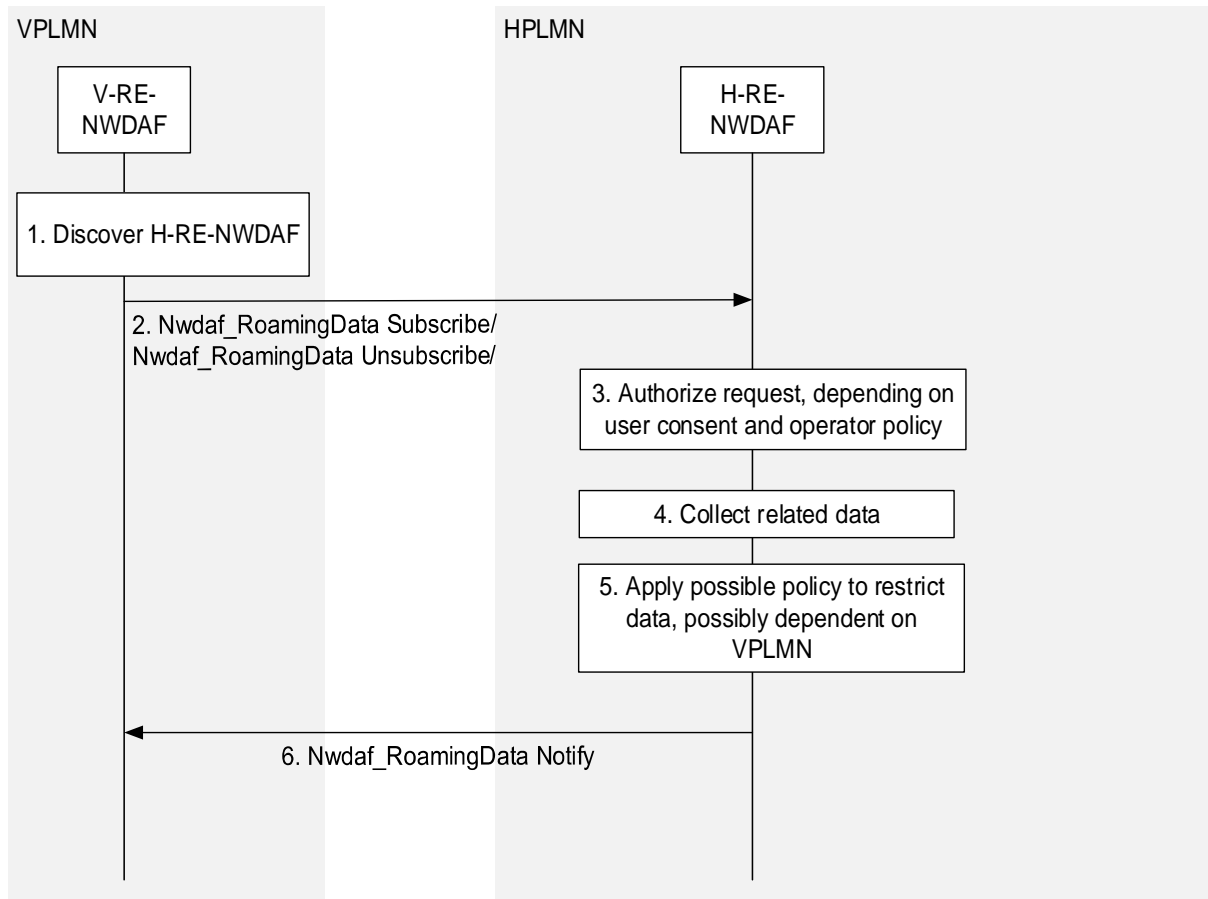 VPLMN
HPLMN
V-RE-
NWDAF
H-RE-
NWDAF
1. Discover H-RE-NWDAF
2. Nwdaf_RoamingData Subscribe/
Nwdaf_RoamingData Unsubscribe/
3. Authorize request, depending on
user consent and operator policy
4. Collect related data
5. Apply possible policy to restrict
data, possibly dependent on
VPLMN
6. Nwdaf_RoamingData Notify